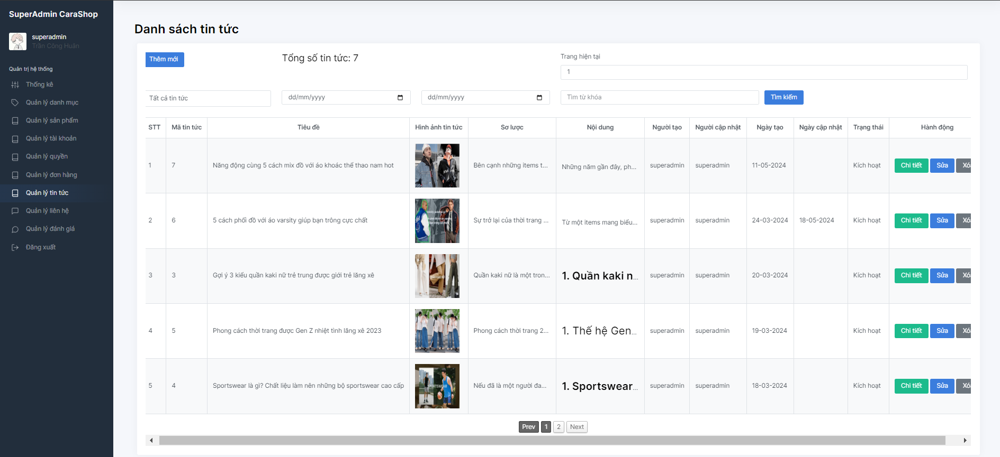 SuperAdmin CaraShop
superadmin
Trần Công Huân
Quản trị hệ thống
Thống kê
Quản lý danh mục
Quản lý sản phẩm
Quản lý tài khoản
Quản lý quyền
Quản lý đơn hàng
Quản lý tin tức
Quản lý liên hệ
Quản lý đánh giá
Đăng xuất
Danh sách tin tức
Thêm mới
Tổng số tin tức: 7
Trang hiện tại
1
Tất cả tin tức
dd/mm/yyyy
dd/mm/yyyy
Tìm từ khóa
Tìm kiếm
STT Mã tin tức Tiêu đề Hình ảnh tin tức Sơ lược Nội dung Người tạo Người cập nhật Ngày tạo Ngày cập nhật Trạng thái Hành động
1 7 Năng động cùng 5 cách mix đồ với áo khoác thể thao nam hot Bên cạnh những items t... Những năm gần đây, ph... superadmin superadmin 11-05-2024 Kích hoạt Chi tiết Sửa Xó
2 6 5 cách phối đồ với áo varsity giúp bạn trông cực chất Sự trở lại của thời trang ... Từ một items mang biểu... superadmin superadmin 24-03-2024 18-05-2024 Kích hoạt Chi tiết Sửa Xó
3 3 Gợi ý 3 kiểu quần kaki nữ trẻ trung được giới trẻ lăng xê Quần kaki nữ là một tron... 1. Quần kaki n... superadmin superadmin 20-03-2024 Kích hoạt Chi tiết Sửa Xó
4 5 Phong cách thời trang được Gen Z nhiệt tình lăng xê 2023 Phong cách thời trang 2... 1. Thế hệ Gen... superadmin superadmin 19-03-2024 Kích hoạt Chi tiết Sửa Xó
5 4 Sportswear là gì? Chất liệu làm nên những bộ sportswear cao cấp SPORTSWEAR Nếu đã là một người đa... 1. Sportswear... superadmin superadmin 18-03-2024 Kích hoạt Chi tiết Sửa Xó
Prev 1 2 Next